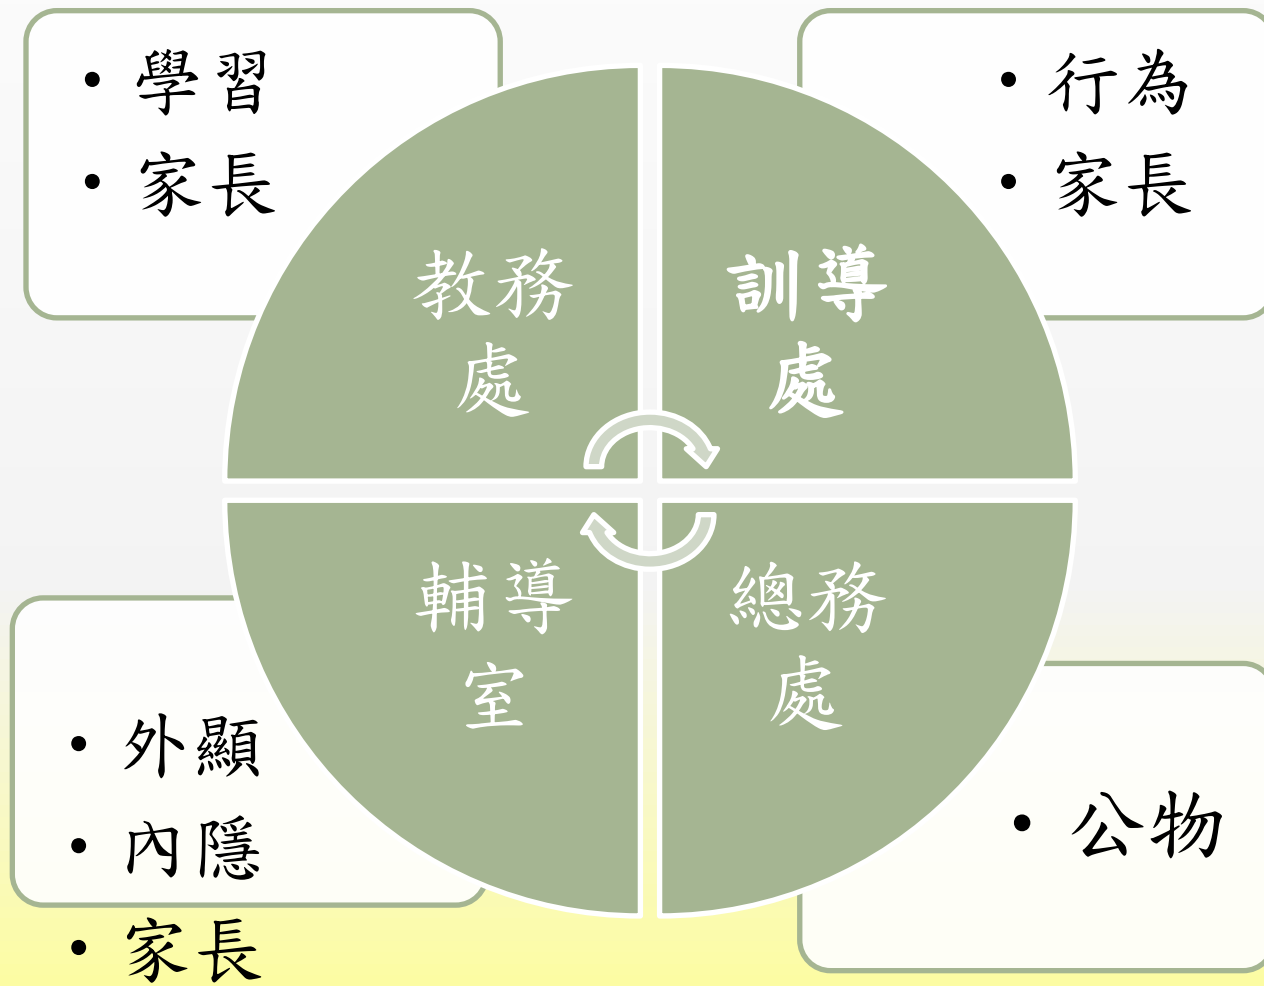 • 學習
• 家長
• 行為
• 家長
教務
處
訓導
處
輔導
室
總務
處
• 外顯
• 內隱
• 家長
• 公物